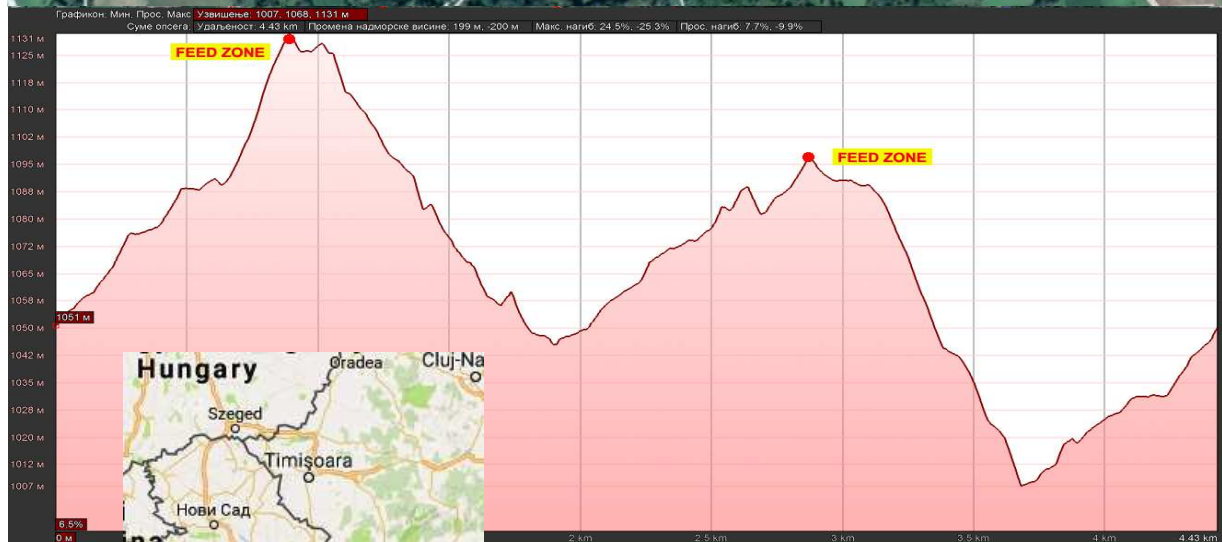 Графикон: Мин. Прос. Макс Узвишење: 1007, 1068, 1131 м
Суме опсега: Удаљеност: 4.43 km Промена надморске висине: 199 м, -200 м Макс. нагиб: 24.5%, -25.3% Прос. нагиб: 7.7%, -9.9%
1131 м
FEED ZONE
1125 м
1118 м
1110 м
1102 м
1095 м
FEED ZONE
1088 м
1080 м
1072 м
1065 м
1058 м
1051 м
1050 м
1042 м
1035 м
1028 м
1020 м
1012 м
1007 м
Hungary
Oradea
Cluj-Na
Szeged
Timișoara
Нови Сад
ina
6.5%
0 м
2 km
2.5 km
3 km
3.5 km
4 km
4.43 km